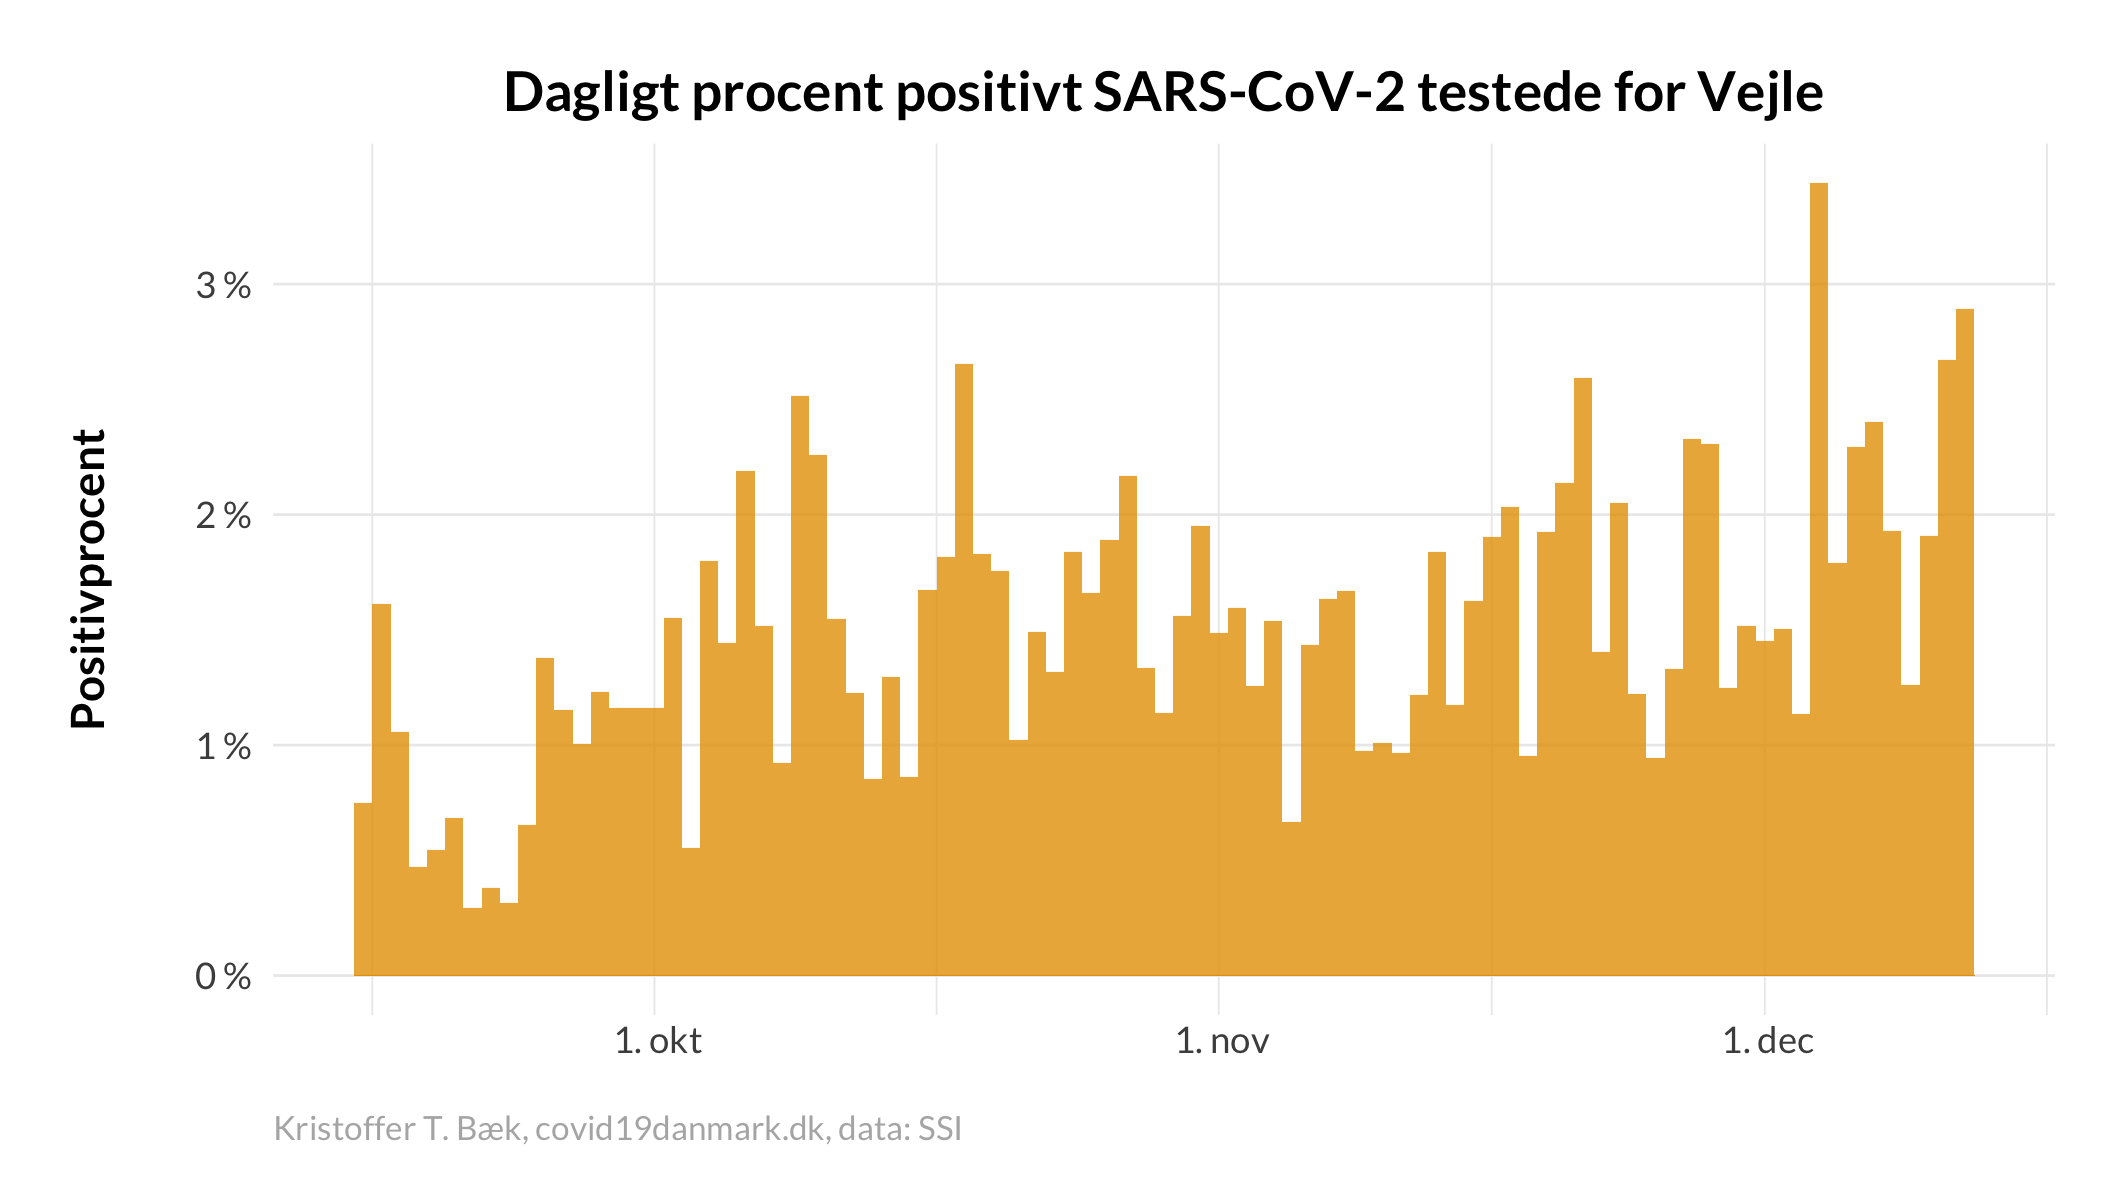 Dagligt procent positivt SARS-CoV-2 testede for Vejle
Positivprocent
3 %
2 %
1 %
0 %
1. okt
1. nov
1. dec
Kristoffer T. Bæk, covid19danmark.dk, data: SSI